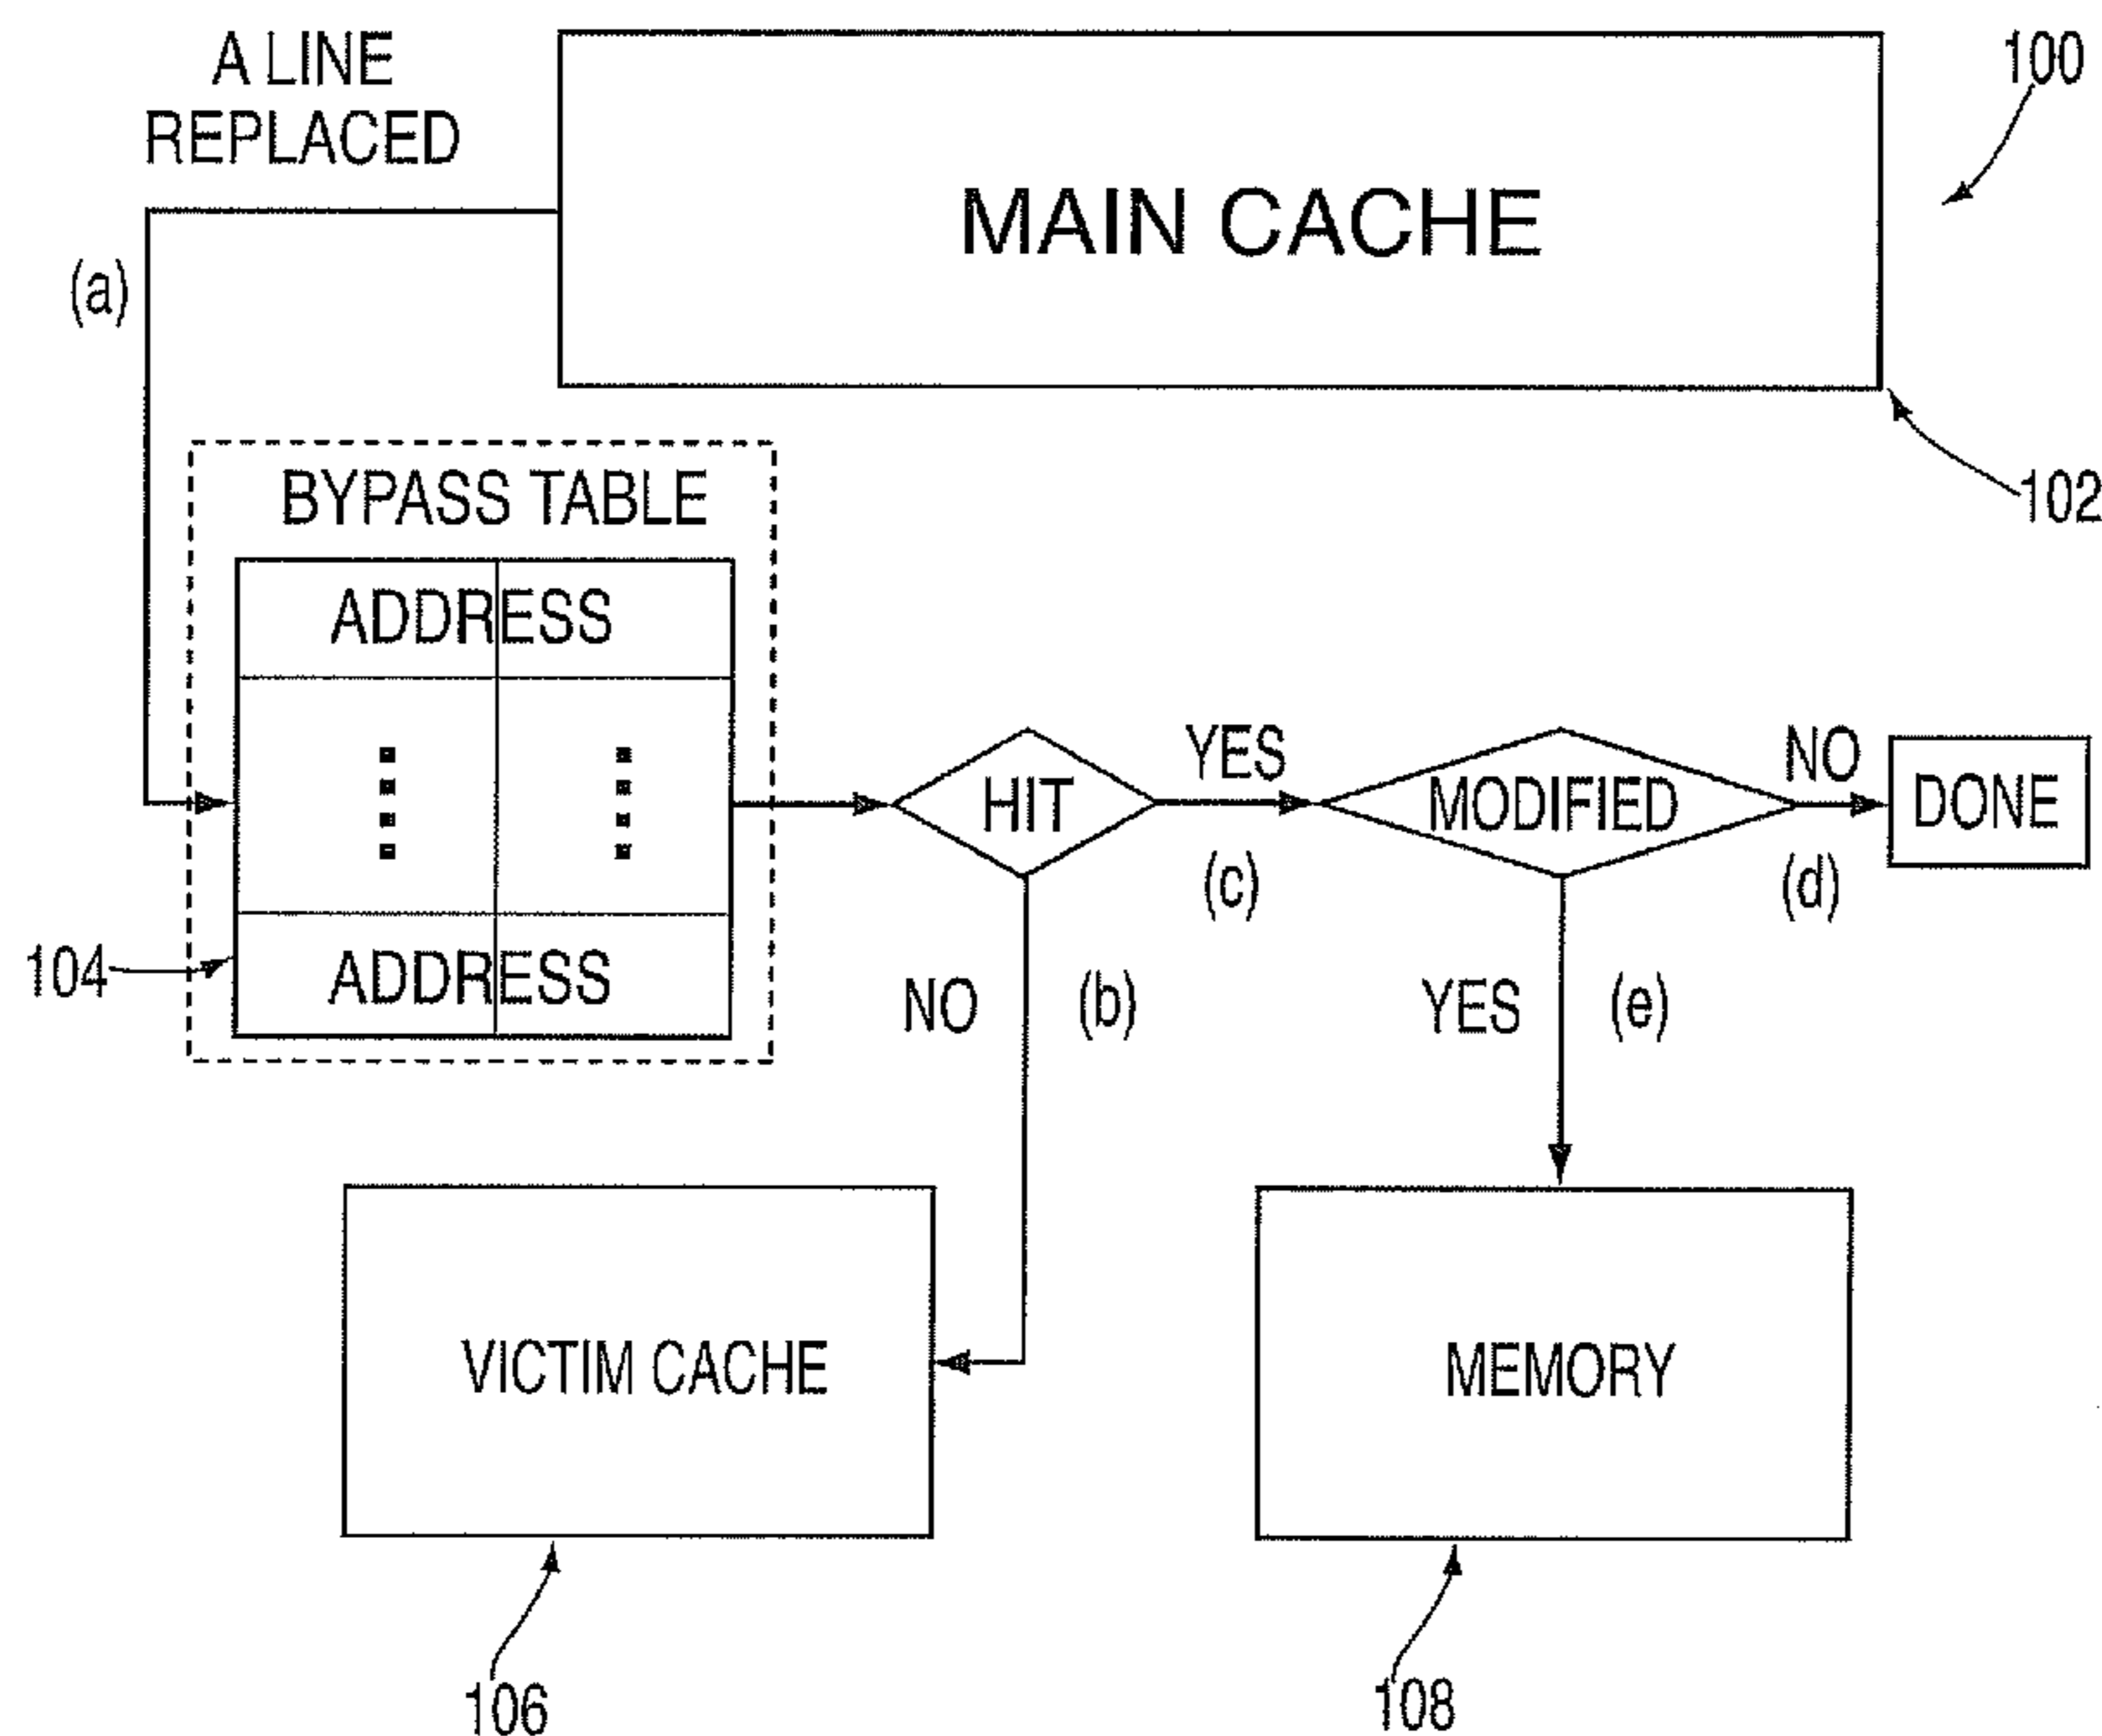 A LINE
REPLACED
100
MAIN CACHE
(a)
102
BYPASS TABLE
ADDRESS
YES
NO
HIT
MODIFIED
DONE
(c)
(d)
104
ADDRESS
NO
(b)
YES
(e)
VICTIM CACHE
MEMORY
106
108